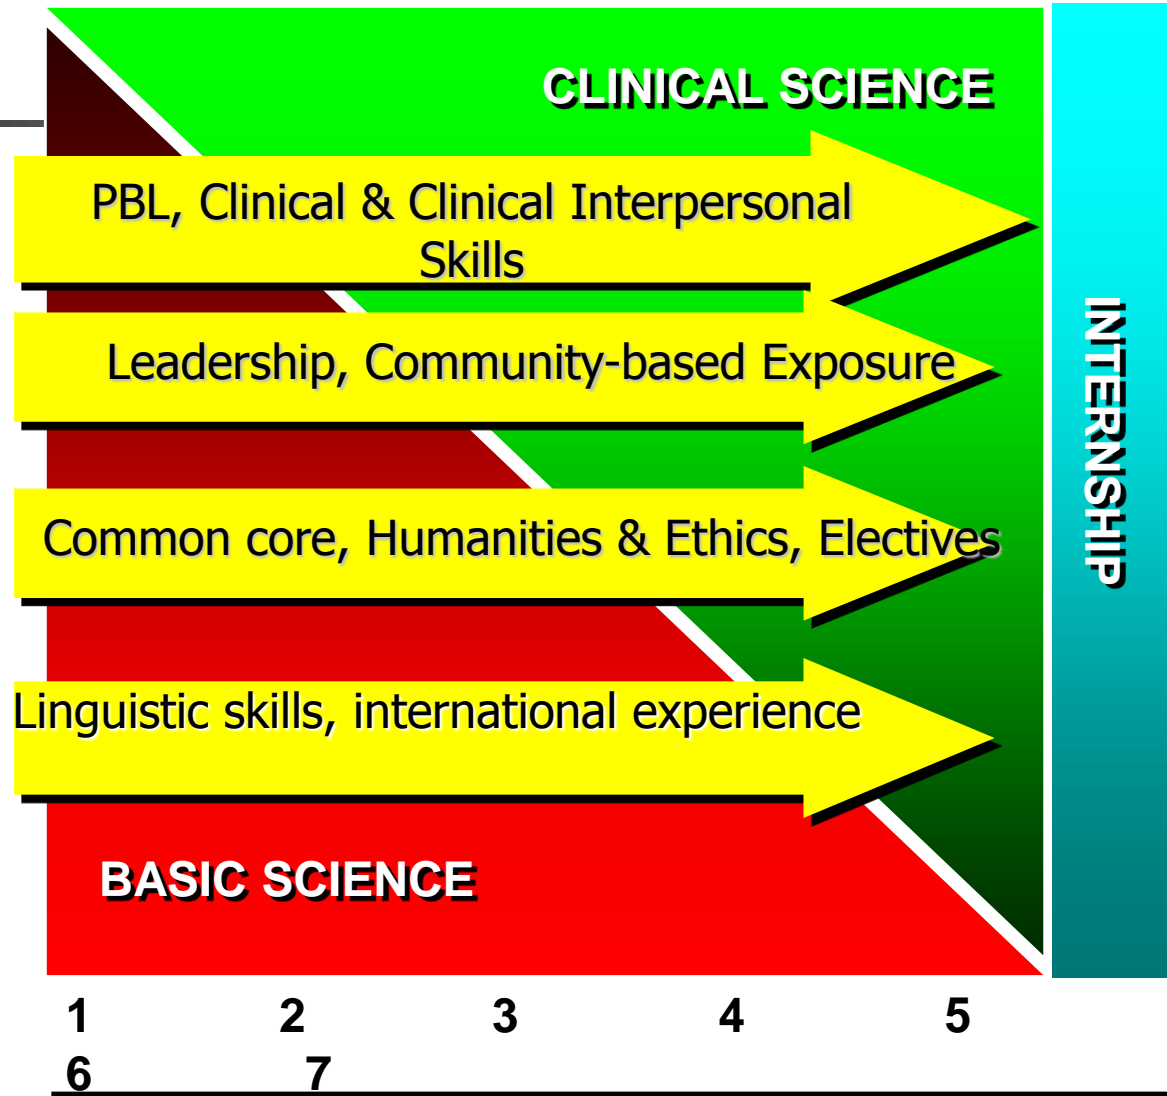 CLINICAL SCIENCE
PBL, Clinical & Clinical Interpersonal
Skills
Leadership, Community-based Exposure
Common core, Humanities & Ethics, Electives
Linguistic skills, international experience
BASIC SCIENCE
INTERNSHIP
1 2 3 4 5
6 7